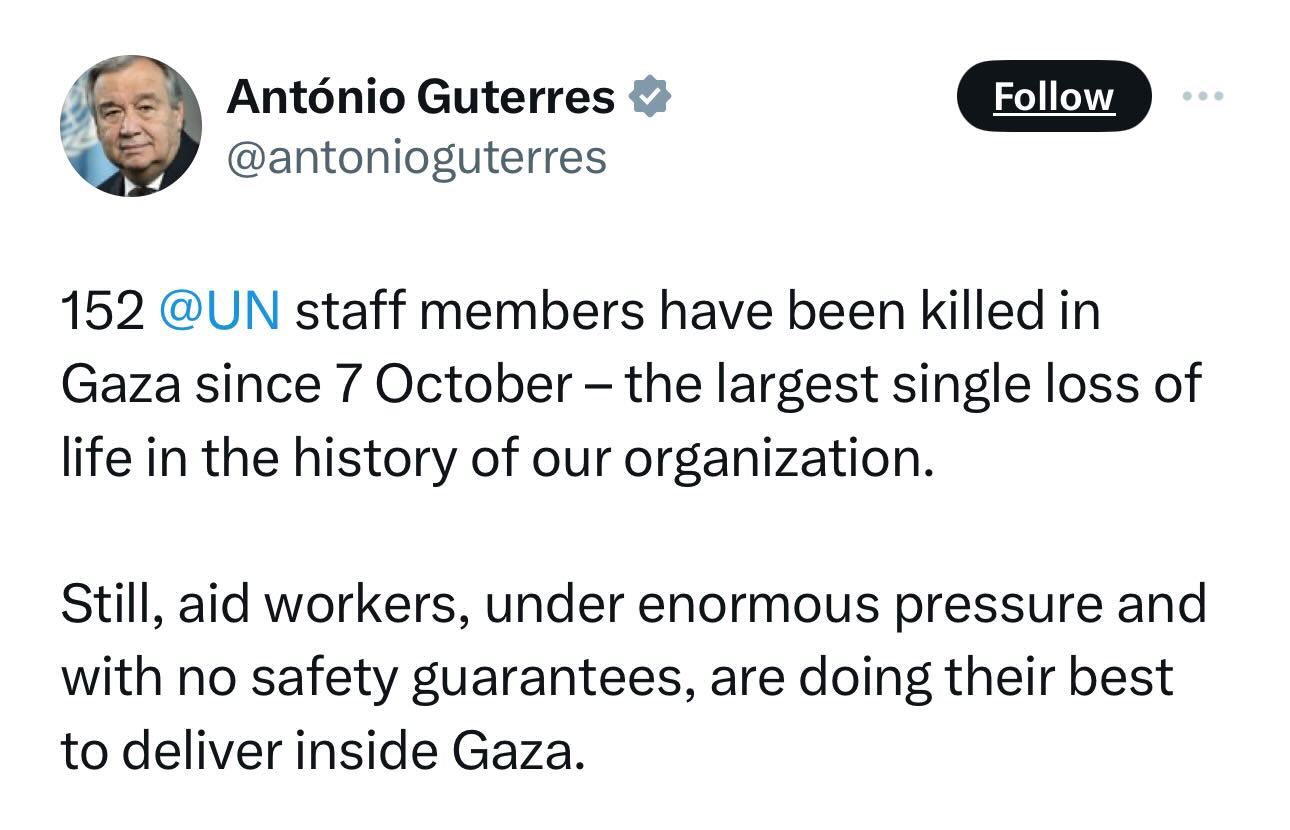 António Guterres
@antonioguterres
Follow
152 @UN staff members have been killed in
Gaza since 7 October – the largest single loss of
life in the history of our organization.
Still, aid workers, under enormous pressure and
with no safety guarantees, are doing their best
to deliver inside Gaza.